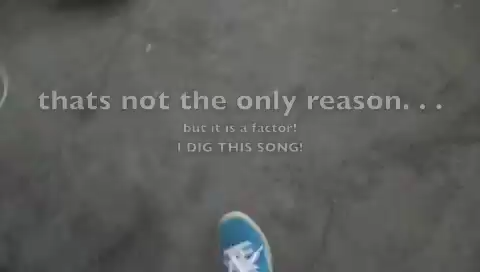 thats not the only reason. . .
but it is a factor!
I DIG THIS SONG!